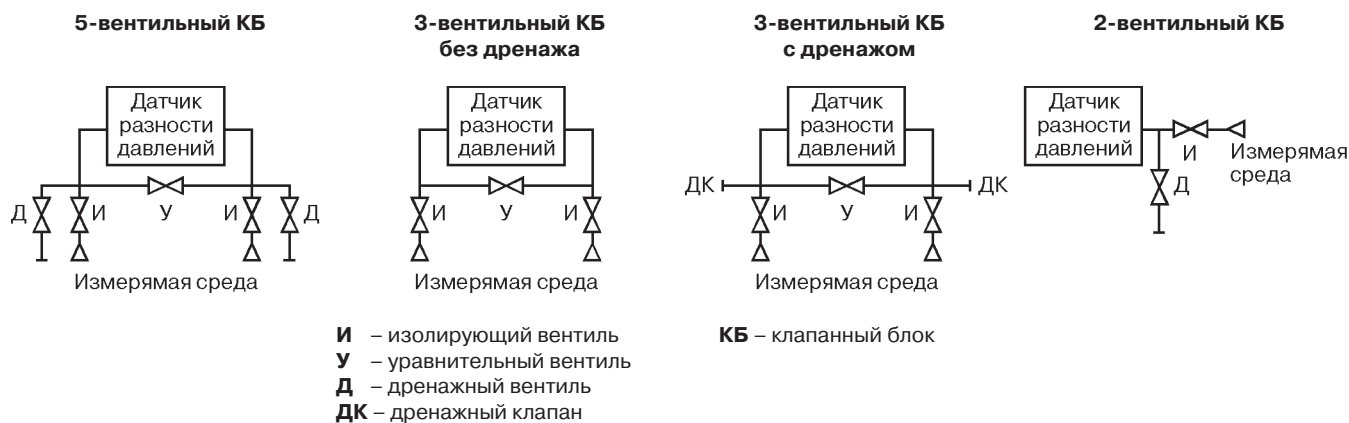 5-вентильный КБ
3-вентильный КБ
без дренажа
3-вентильный КБ
с дренажом
2-вентильный КБ
Датчик
разности
давлений
Д
И
У
И
Д
Измерямая среда
Датчик
разности
давлений
И
У
И
Измерямая среда
Датчик
разности
давлений
ДК
ДК
И
У
И
Измерямая среда
Датчик
разности
давлений
И
Измерямая
среда
Д
И – изолирующий вентиль
У – уравнительный вентиль
Д – дренажный вентиль
ДК – дренажный клапан
КБ – клапанный блок